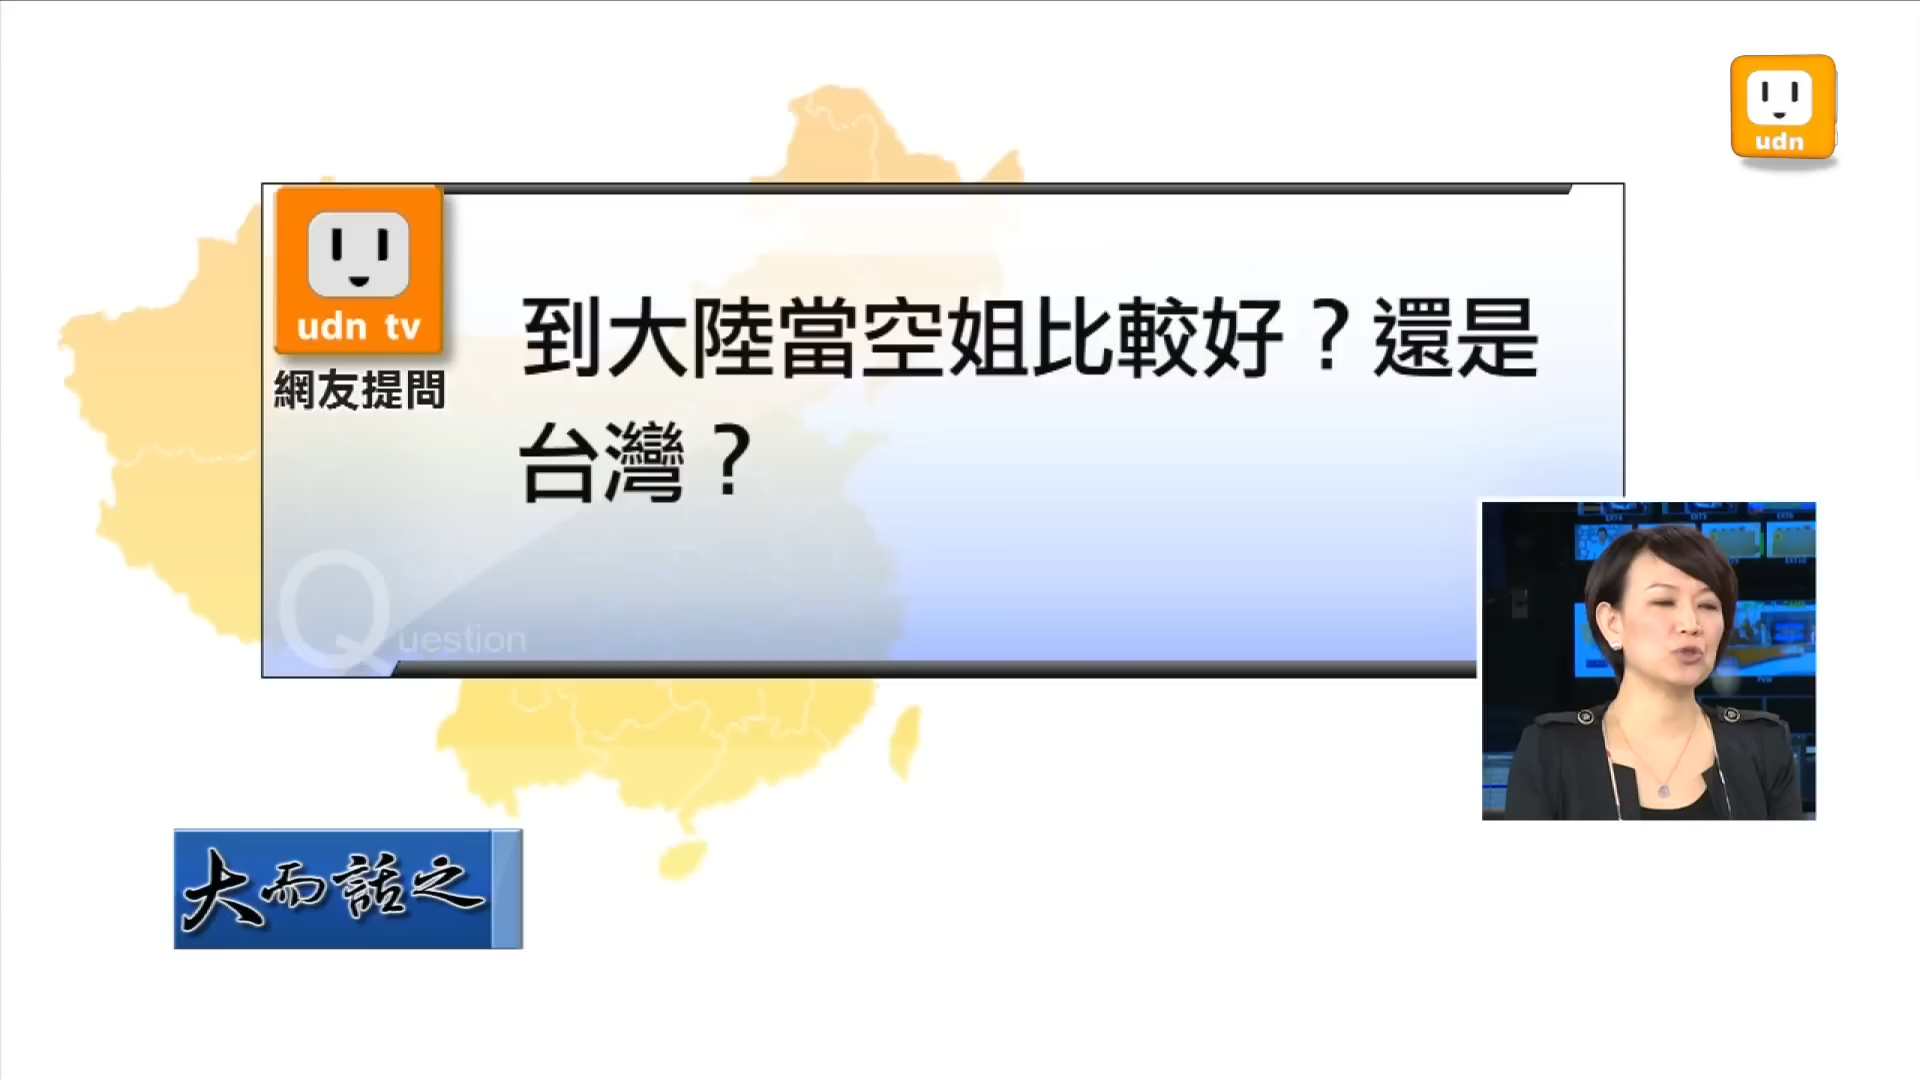 udn
udn tv
網友提問
到大陸當空姐比較好？還是
台灣？
Question
大而話之